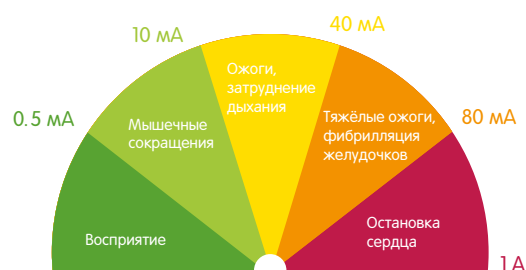 0.5 мА
10 мА
40 мА
80 мА
1 А
Восприятие
Мышечные
сокращения
Ожоги,
затруднение
дыхания
Тяжёлые ожоги,
фибрилляция
желудочков
Остановка
сердца